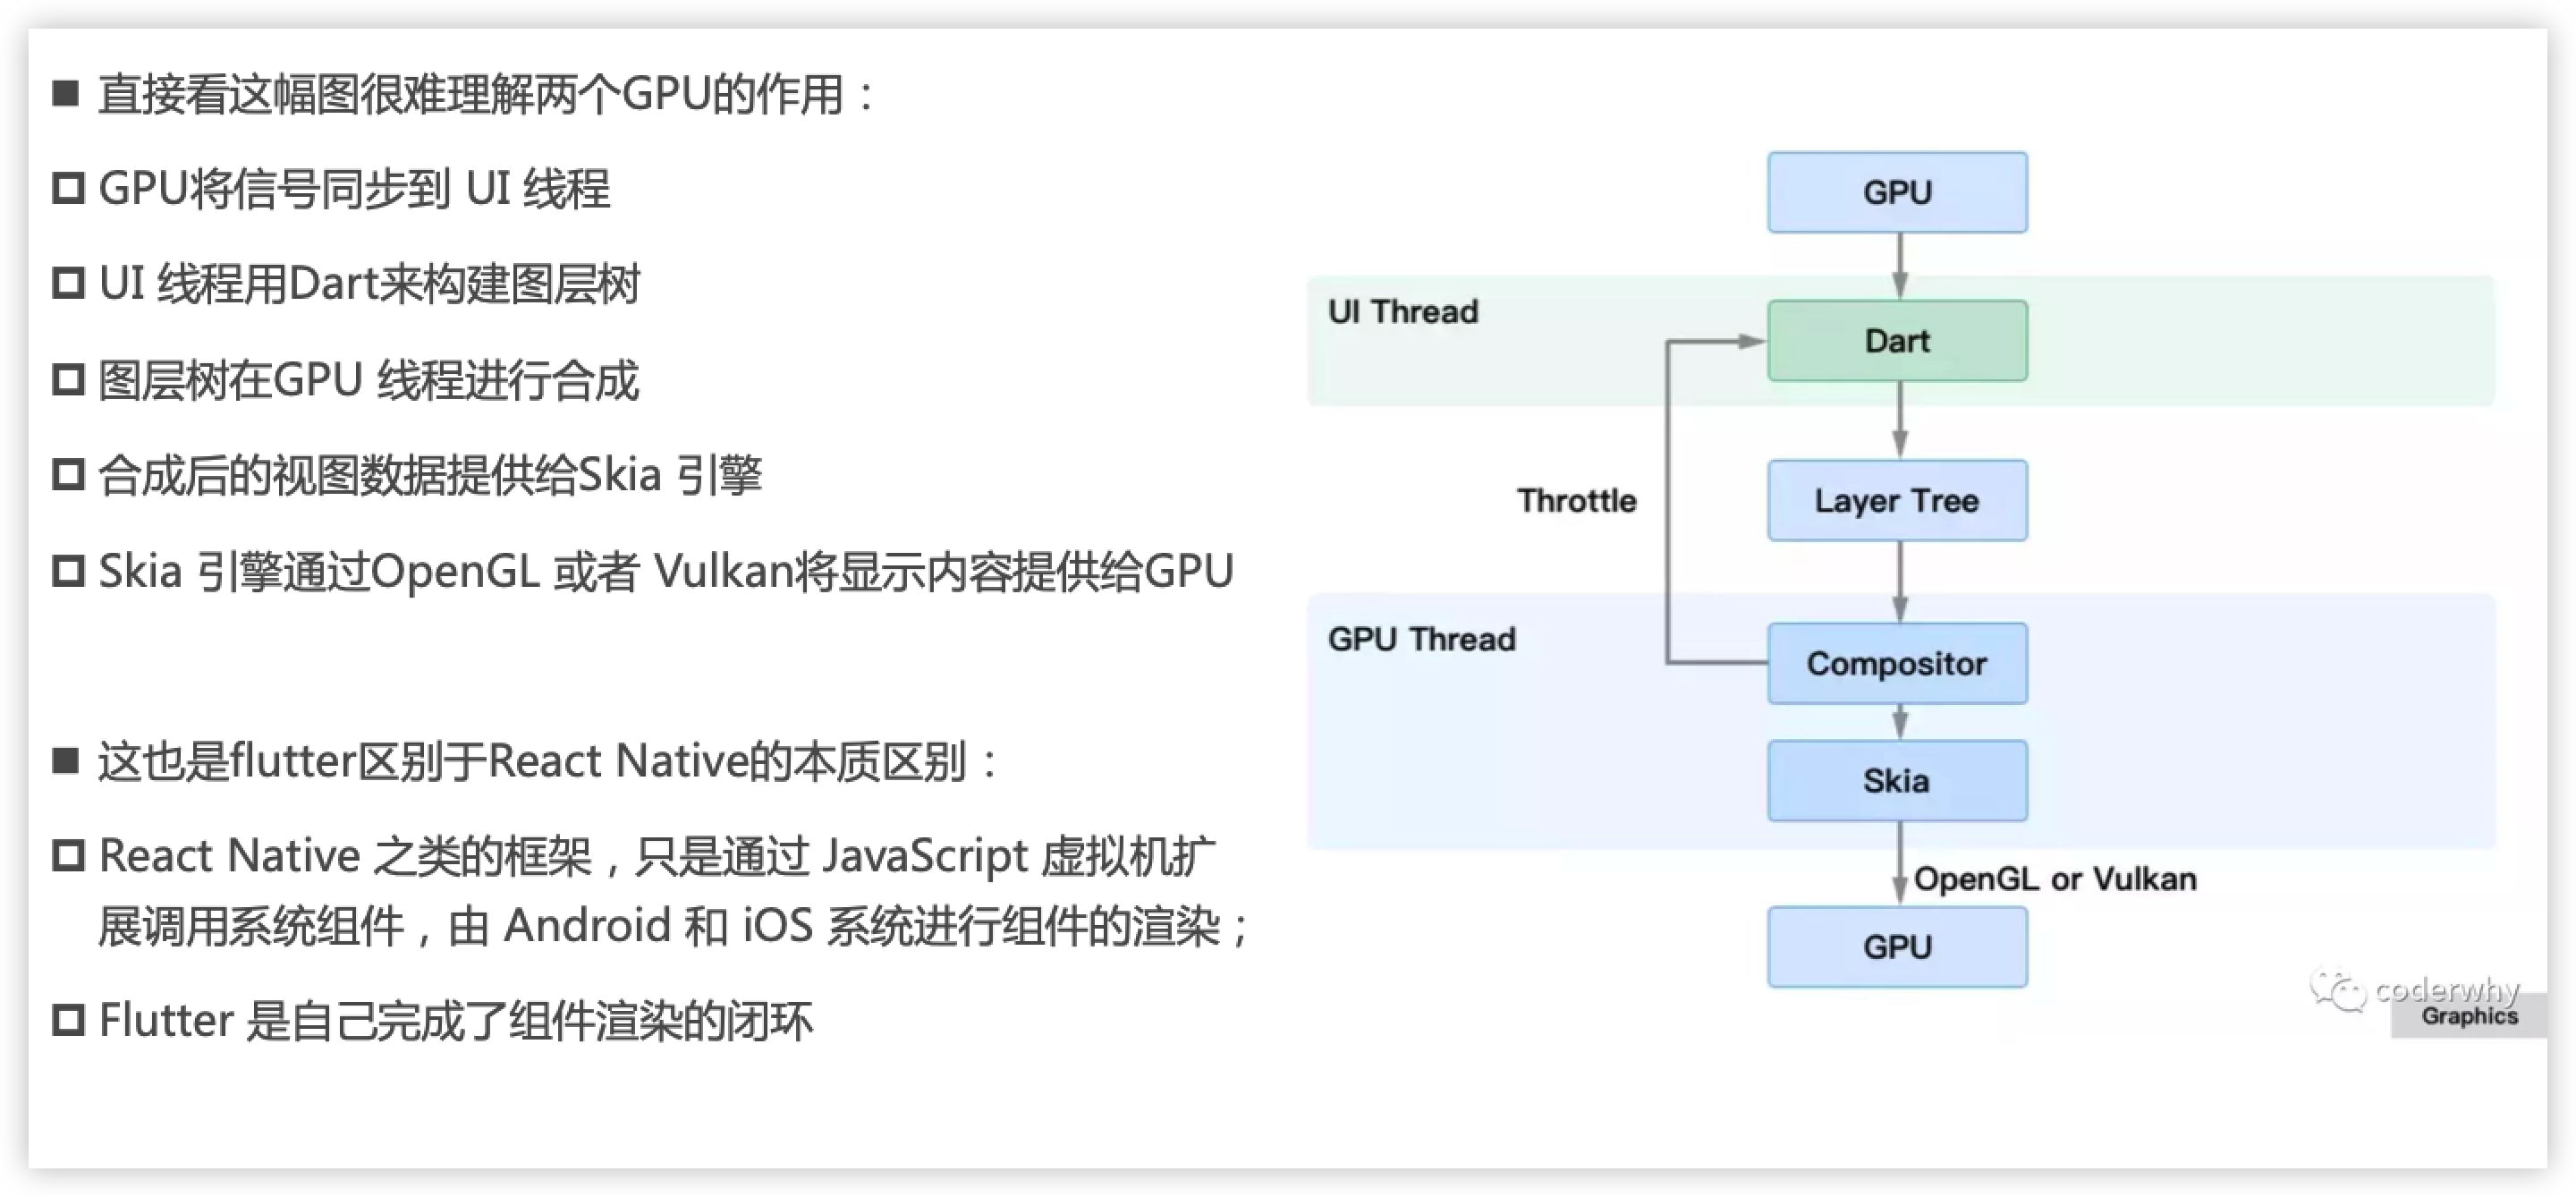 ■ 直接看这幅图很难理解两个GPU的作用：
□ GPU将信号同步到 UI 线程
□ UI 线程用Dart来构建图层树
□ 图层树在GPU 线程进行合成
□ 合成后的视图数据提供给Skia 引擎
□ Skia 引擎通过OpenGL 或者 Vulkan将显示内容提供给GPU
■ 这也是flutter区别于React Native的本质区别：
□ React Native 之类的框架，只是通过 JavaScript 虚拟机扩
展调用系统组件，由 Android 和 iOS 系统进行组件的渲染；
□ Flutter 是自己完成了组件渲染的闭环
GPU
UI Thread
Dart
Throttle
Layer Tree
GPU Thread
Compositor
Skia
OpenGL or Vulkan
GPU
coderwhy
Graphics